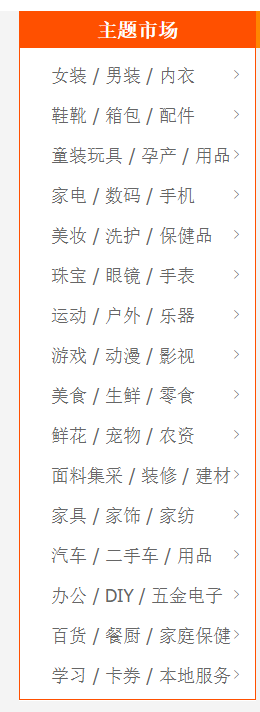 主题市场
女装 / 男装 / 内衣
鞋靴 / 箱包 / 配件
童装玩具 / 孕产 / 用品
家电 / 数码 / 手机
美妆 / 洗护 / 保健品
珠宝 / 眼镜 / 手表
运动 / 户外 / 乐器
游戏 / 动漫 / 影视
美食 / 生鲜 / 零食
鲜花 / 宠物 / 农资
面料集采 / 装修 / 建材
家具 / 家饰 / 家纺
汽车 / 二手车 / 用品
办公 / DIY / 五金电子
百货 / 餐厨 / 家庭保健
学习 / 卡券 / 本地服务